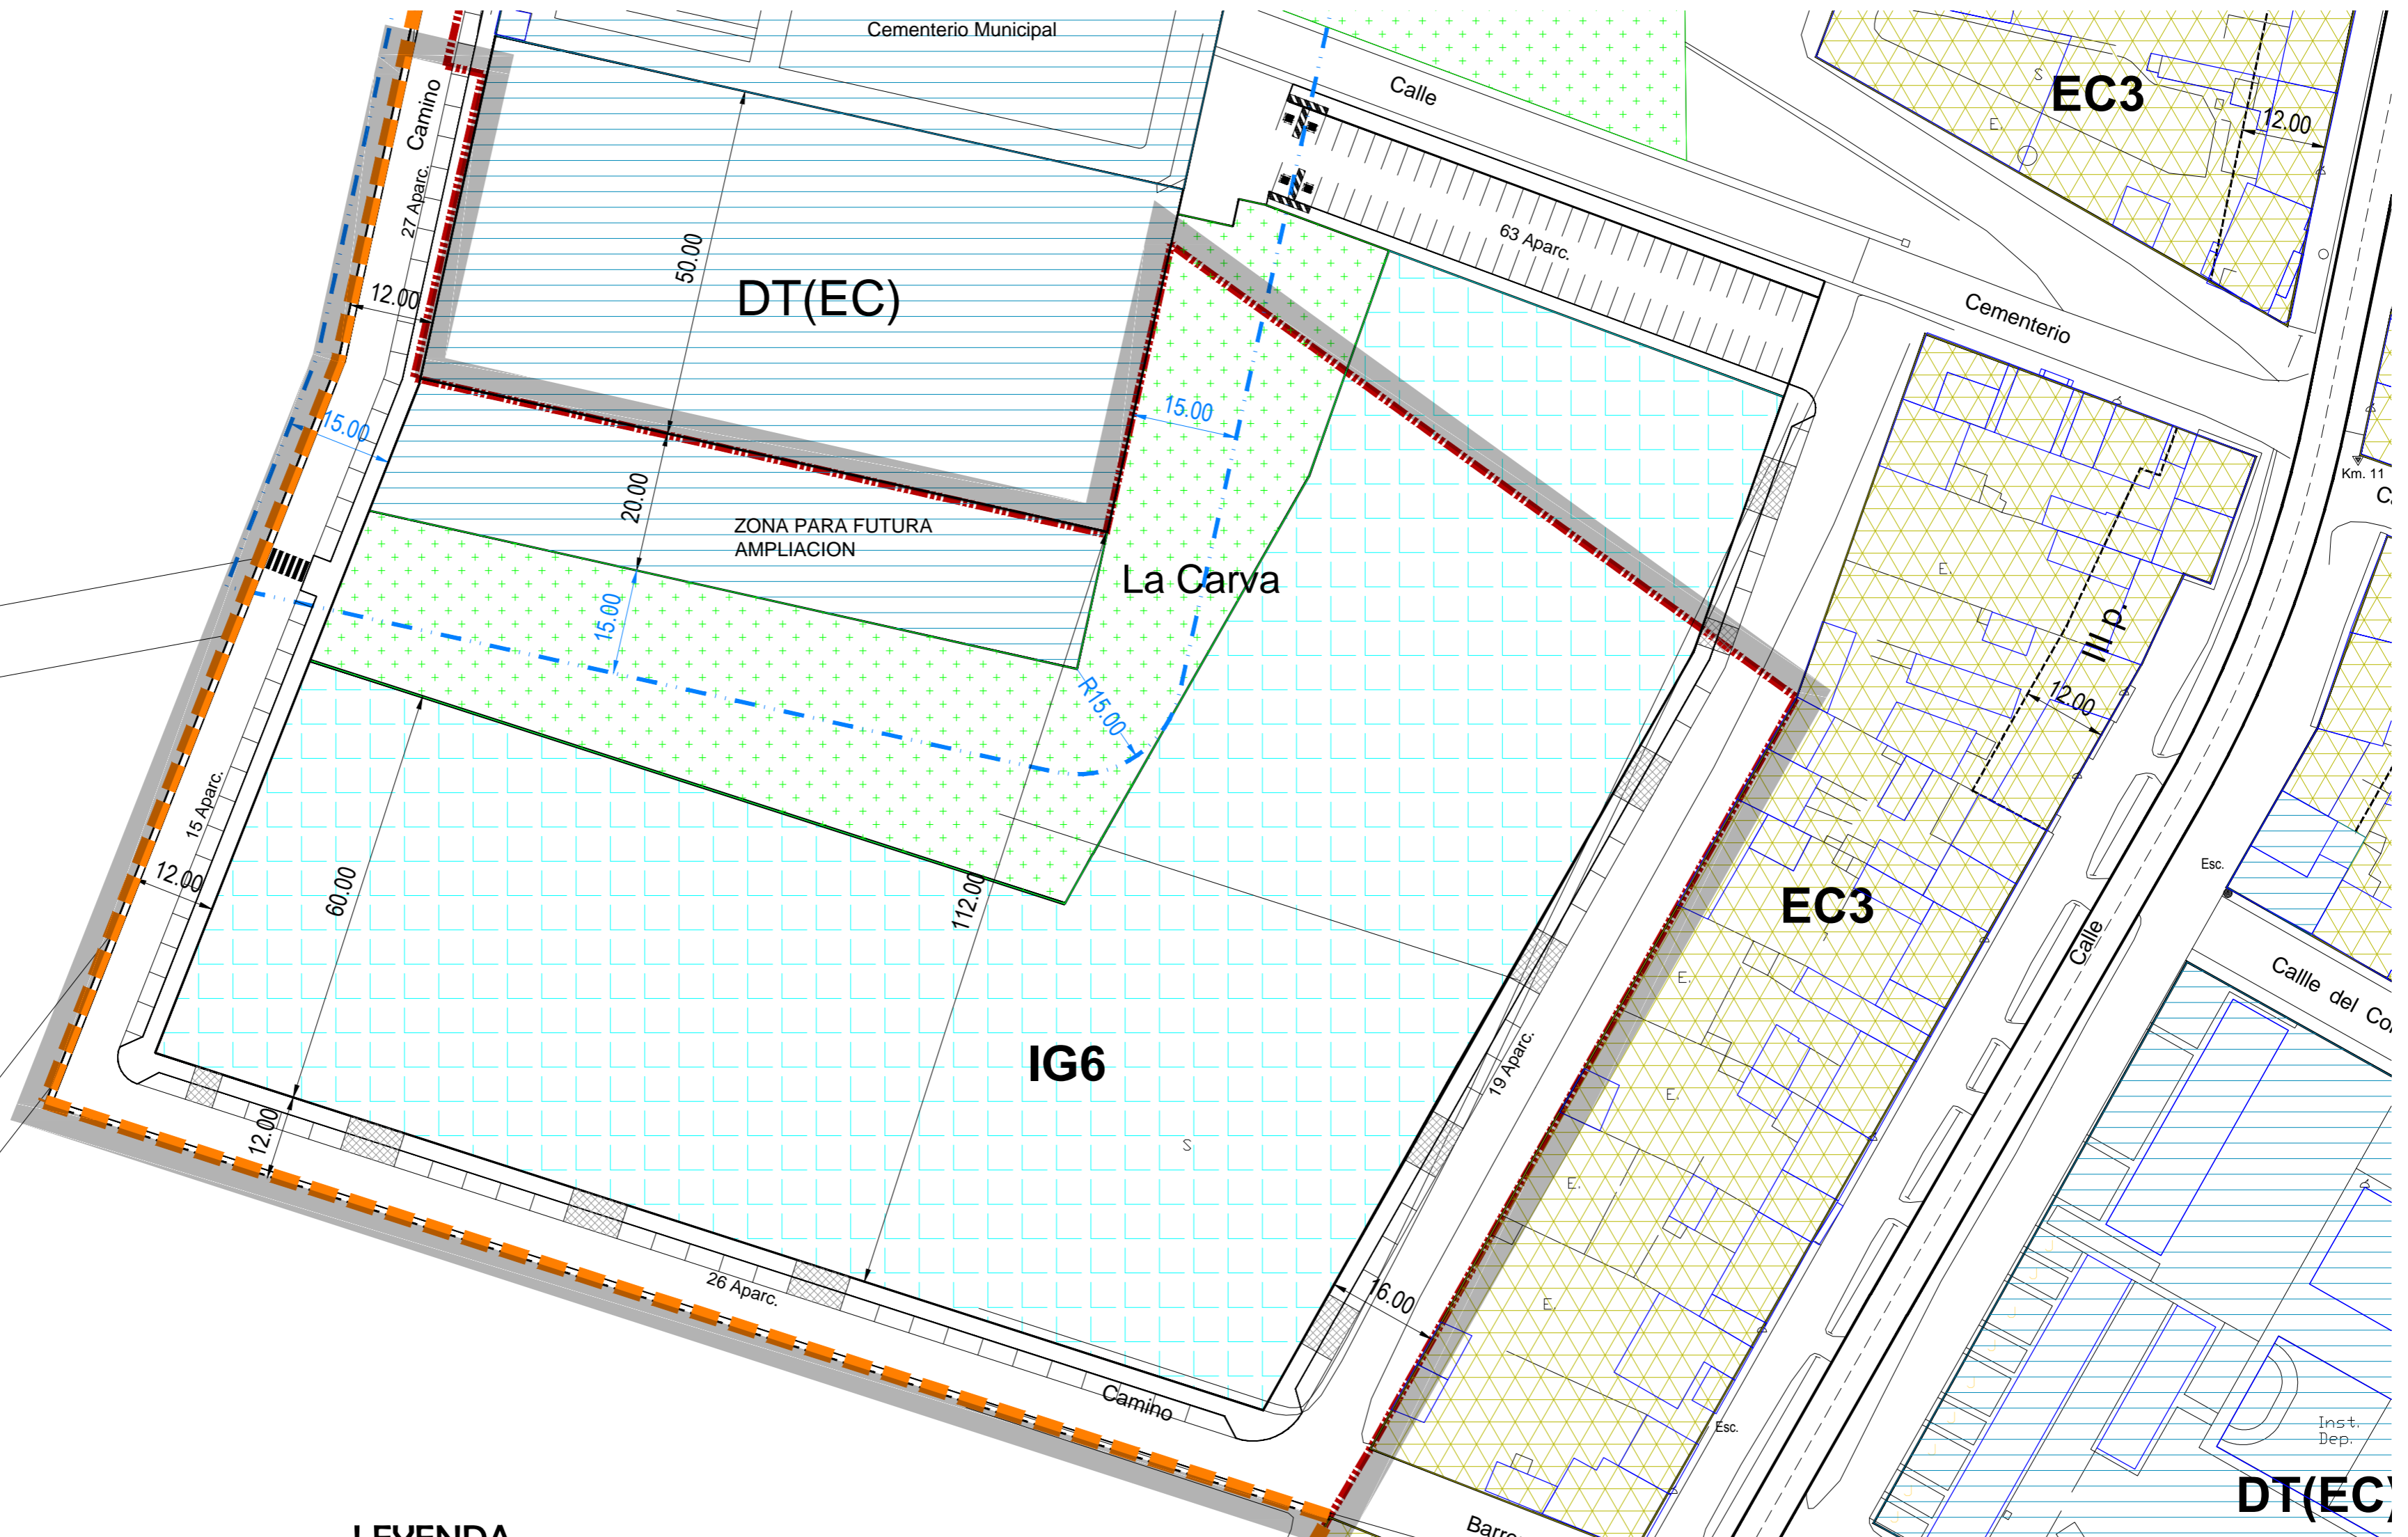 Cementerio Municipal
Calle
EC3
S
E.
12.00
Camino
27 Aparc.
50.00
63 Aparc.
DT(EC)
12.00
Cementerio
15.00
15.00
Km. 11
20.00
ZONA PARA FUTURA
AMPLIACION
La Carva
E.
III p.
15.00
R15.00
12.00
15 Aparc.
12.00
60.00
112.00
EC3
Esc.
Calle
E.
Callle del
IG6
19 Aparc.
E.
12.00
S
E.
26 Aparc.
16.00
E.
Camino
Esc.
Inst.
Dep.
DT(EC)
LEYENDA